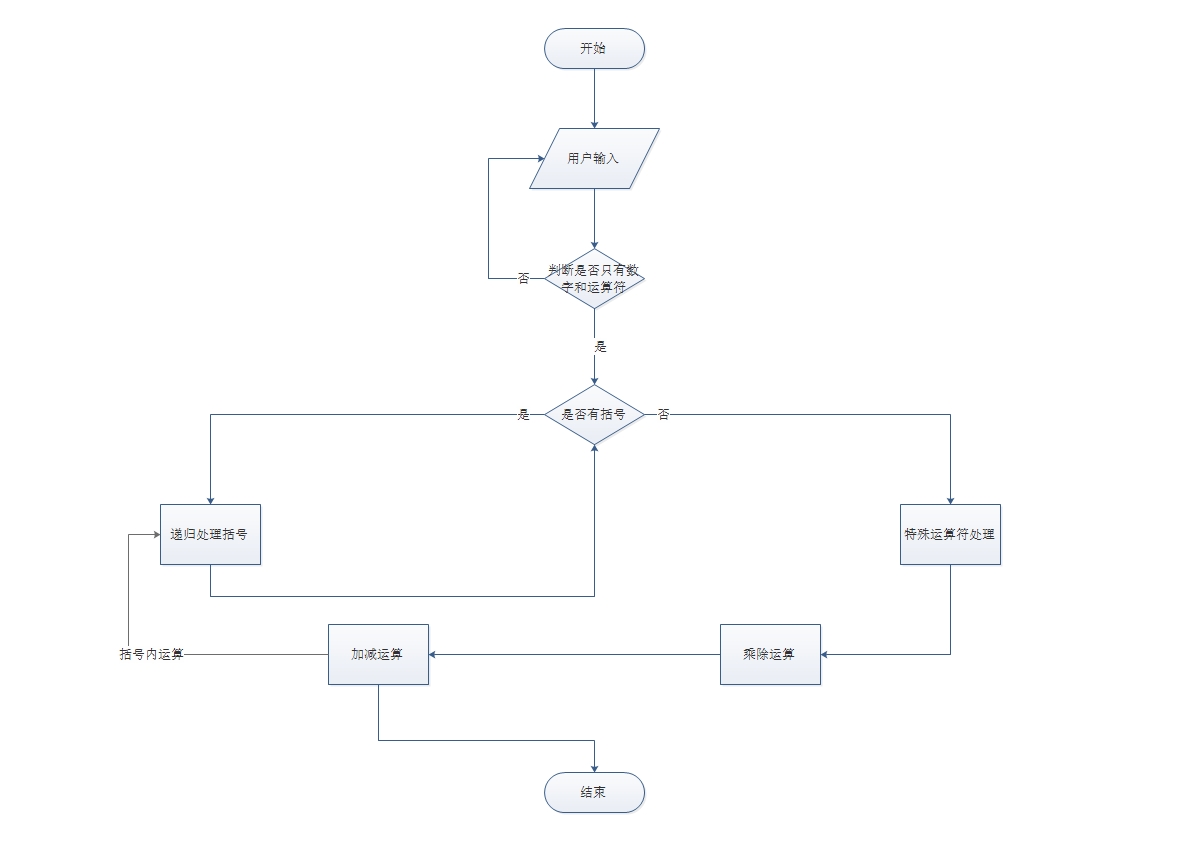 开始
用户输入
判断是否只有数
字和运算符
否
是
是否有括号
是
否
递归处理括号
特殊运算符处理
括号内运算
加减运算
乘除运算
结束